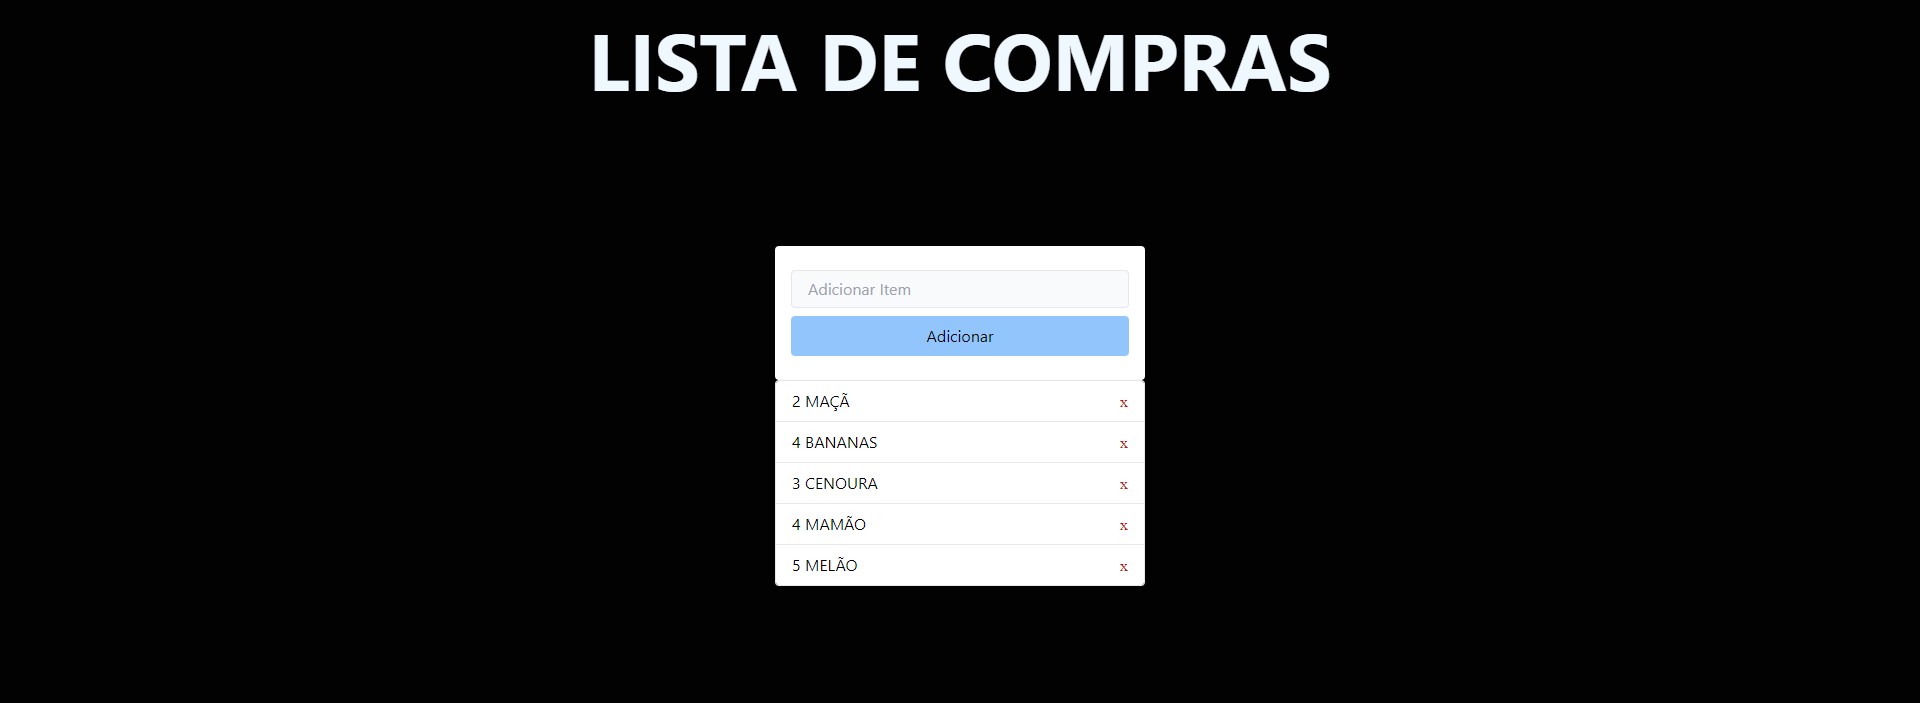 LISTA DE COMPRAS
Adicionar Item
Adicionar
2 MAÇÃ x
4 BANANAS x
3 CENOURA x
4 MAMÃO x
5 MELÃO x